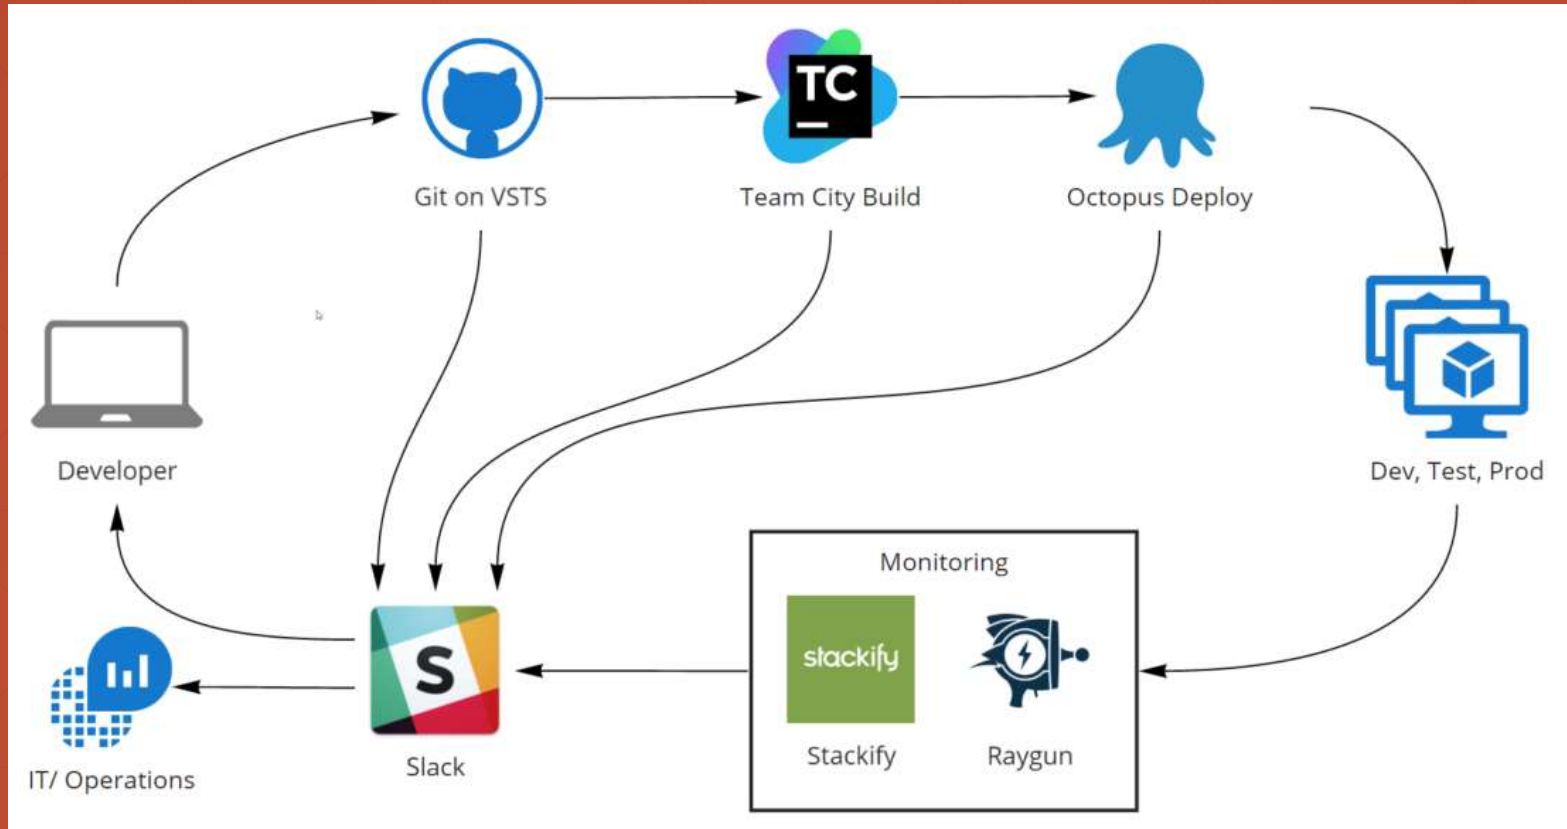 TC
Git on VSTS
Team City Build
Octopus Deploy
Developer
Dev, Test, Prod
Monitoring
stackify
S
Stackify
Raygun
Slack
IT/ Operations